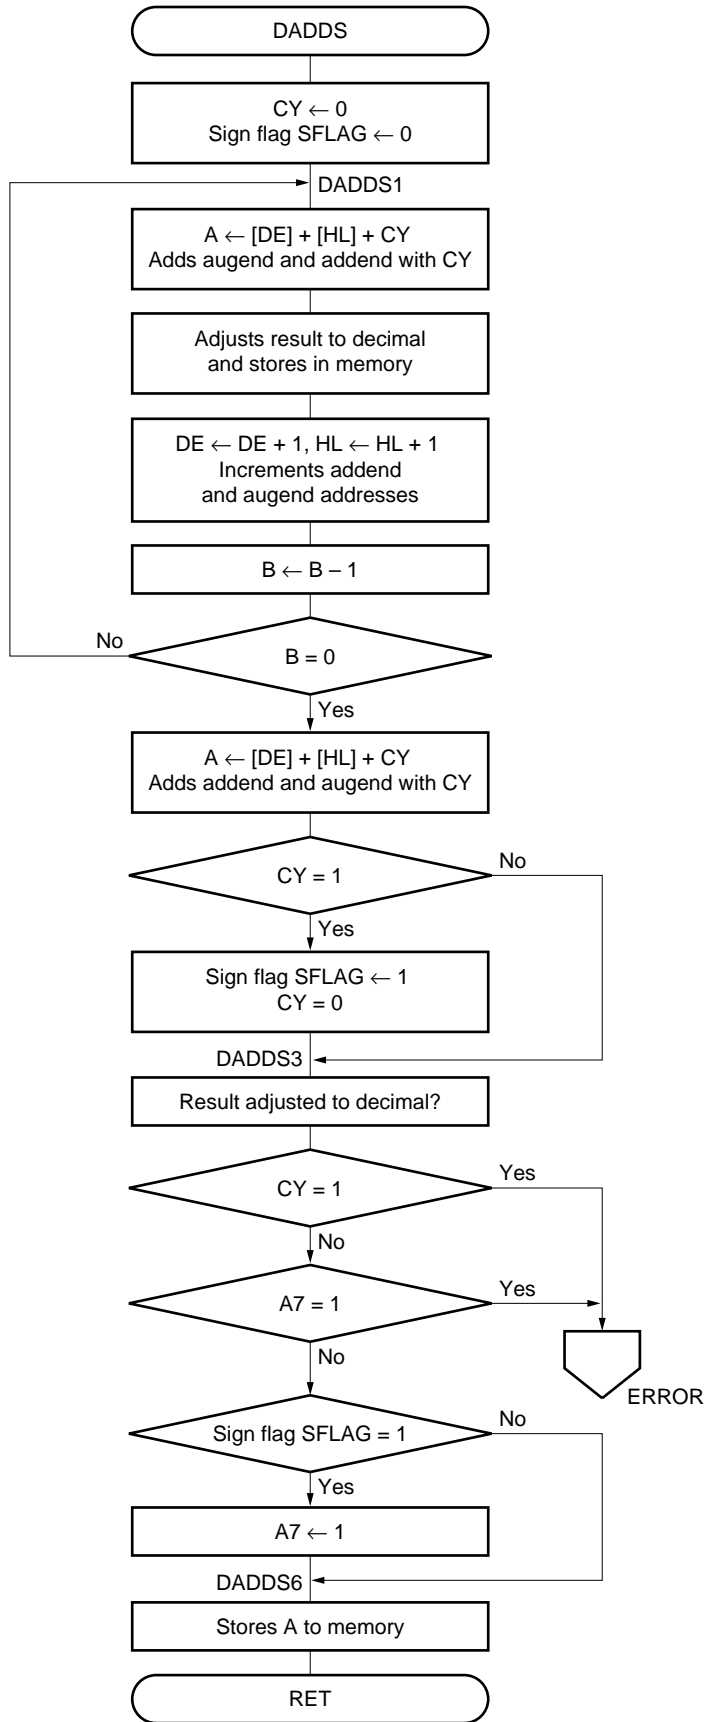 DADDS
CY ← 0
Sign flag SFLAG ← 0
DADDS1
A ← [DE] + [HL] + CY
Adds augend and addend with CY
Adjusts result to decimal
and stores in memory
DE ← DE + 1, HL ← HL + 1
Increments addend
and augend addresses
B ← B – 1
No
B = 0
Yes
A ← [DE] + [HL] + CY
Adds addend and augend with CY
No
CY = 1
Yes
Sign flag SFLAG ← 1
CY = 0
DADDS3
Result adjusted to decimal?
Yes
CY = 1
No
Yes
A7 = 1
No
ERROR
No
Sign flag SFLAG = 1
Yes
A7 ← 1
DADDS6
Stores A to memory
RET